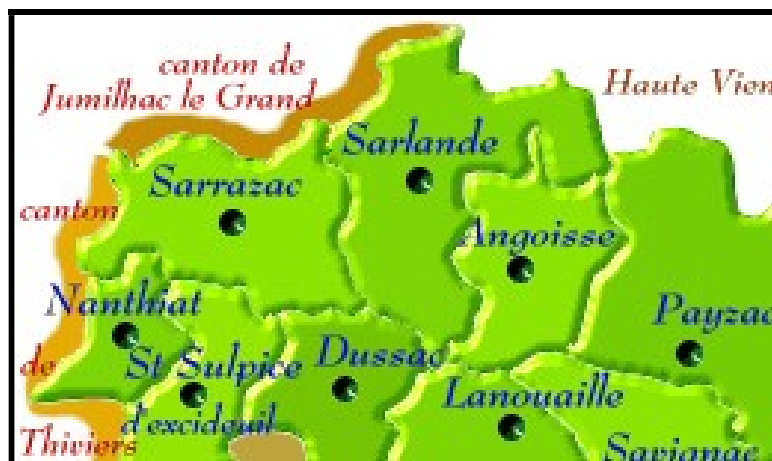 canton de
Jumilhac le Grand
Haute Vien
Sarlande
Sarrazac
canton
Angoisse
Nanthiat
Payzac
de
St Sulpice
Dussac
Lanouaille
d'excideuil
Thiviers
Savignac